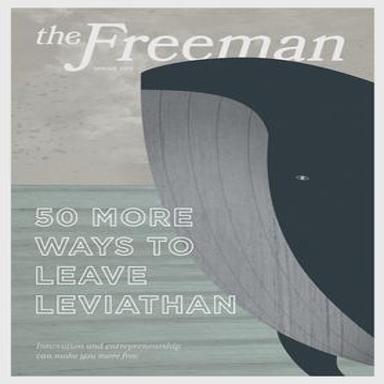 the Freeman
50 MORE
WAYS TO
LEAVE
LEVIATHAN
Innovation and entrepreneurship
can make you more free